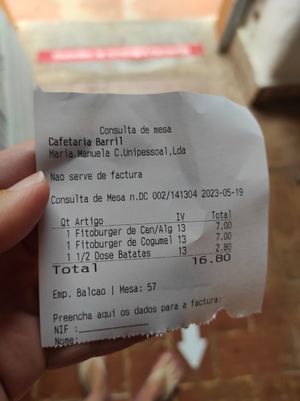 Consulta de mesa
Cafetaria Barril
Maria Manuela C.Unipessoal,Lda
Nao serve de factura
Consulta de Mesa n.DC 002/141304 2023-05-19
Qt Artigo IV Total
1 Fitoburger de Cen/Alg 13 7.00
1 Fitoburger de Cogumel 13 7.00
1 1/2 Dose Batatas 13 2.80
Total 16.80
Emp. Balcao | Mesa: 57
Preencha aqui os dados para a factura:
NIF :
Nome: